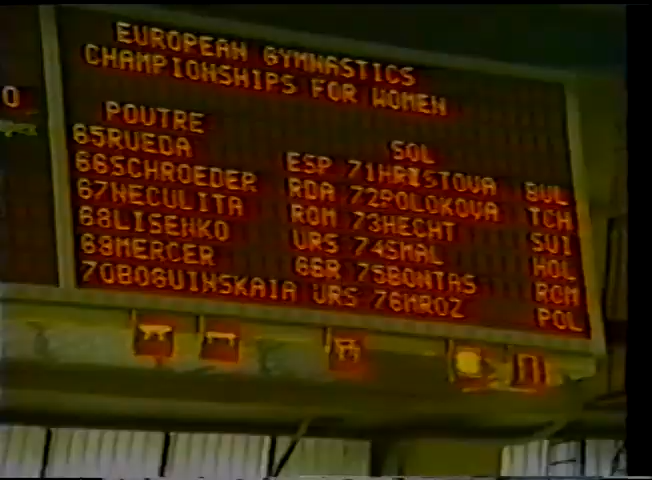 EUROPEAN GYMNASTICS
CHAMPIONSHIPS FOR WOMEN
POUTRE SOL
65RUEDA ESP 71HRISTOVA BUL
66SCHROEDER RDA 72POLOKOVA TCH
67NECULITA ROM 73HECHT SUI
68LISENKO URS 74SMAL HOL
69MERCER GBR 75BONTAS ROM
70BOGUINSKAIA URS 76MROZ POL